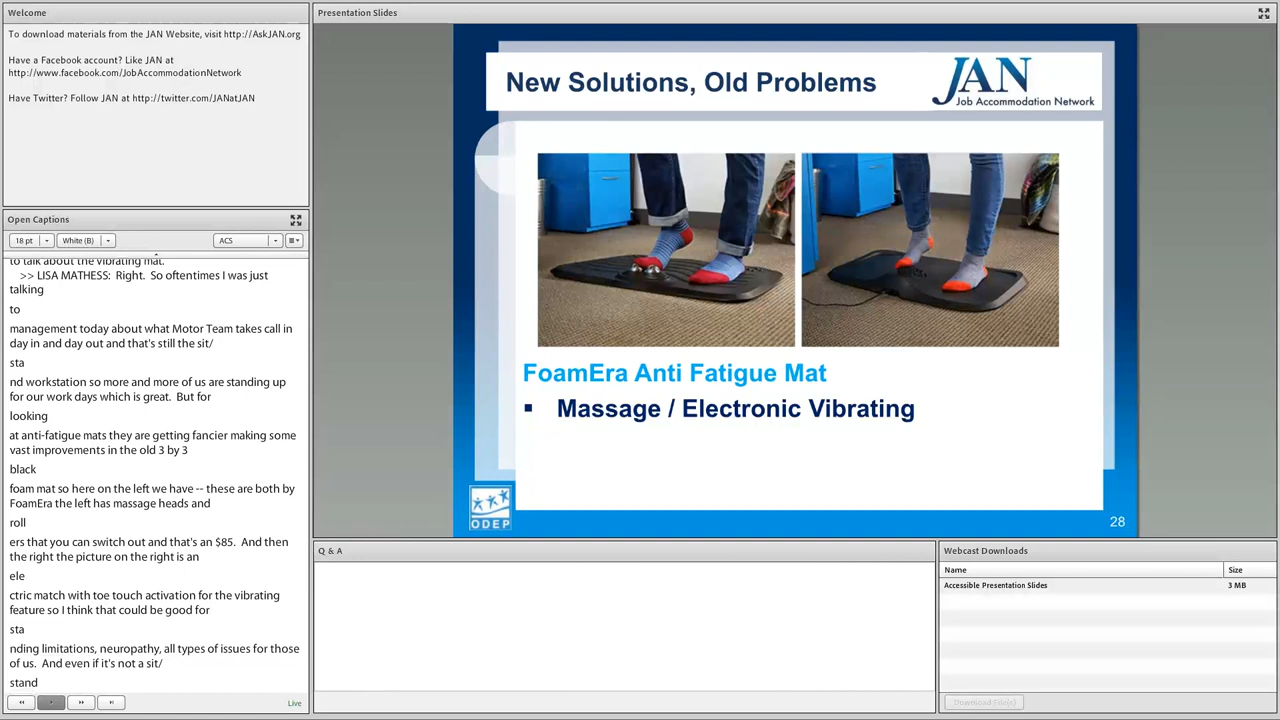 Welcome
To download materials from the JAN Website, visit http://AskJAN.org
Have a Facebook account? Like JAN at
http://www.facebook.com/JobAccommodationNetwork
Have Twitter? Follow JAN at http://twitter.com/JANatJAN
Open Captions
18 pt
White (B)
ACS
to talk about the vibrating mat.
>> LISA MATHESS:  Right.  So oftentimes I was just
talking
to
management today about what Motor Team takes call in
day in and day out and that's still the sit/
sta
nd workstation so more and more of us are standing up
for our work days which is great.  But for
looking
at anti-fatigue mats they are getting fancier making some
vast improvements in the old 3 by 3
black
foam mat so here on the left we have -- these are both by
FoamEra the left has massage heads and
roll
ers that you can switch out and that's an $85.  And then
the right the picture on the right is an
ele
ctric match with toe touch activation for the vibrating
feature so I think that could be good for
sta
nding limitations, neuropathy, all types of issues for those
of us.  And even if it's not a sit/
stand
Live
Presentation Slides
New Solutions, Old Problems
JAN
Job Accommodation Network
FoamEra Anti Fatigue Mat
▪ Massage / Electronic Vibrating
ODEP
28
Q & A
Webcast Downloads
Name Size
Accessible Presentation Slides 3 MB
Download File(s)